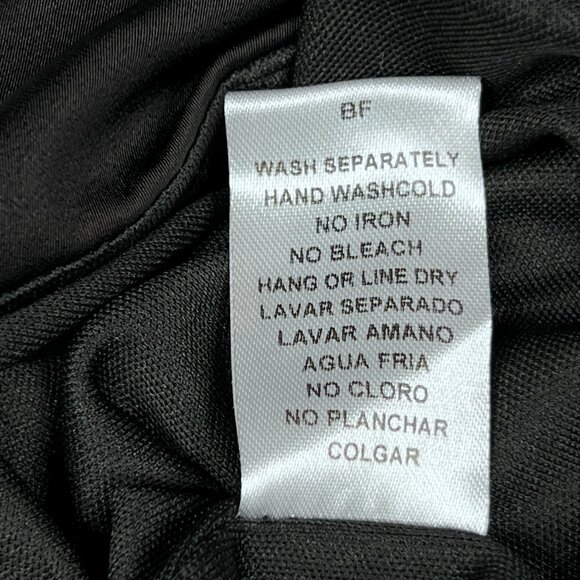 BF
WASH SEPARATELY
HAND WASHCOLD
NO IRON
NO BLEACH
HANG OR LINE DRY
LAVAR SEPARADO
LAVAR AMANO
AGUA FRIA
NO CLORO
NO PLANCHAR
COLGAR